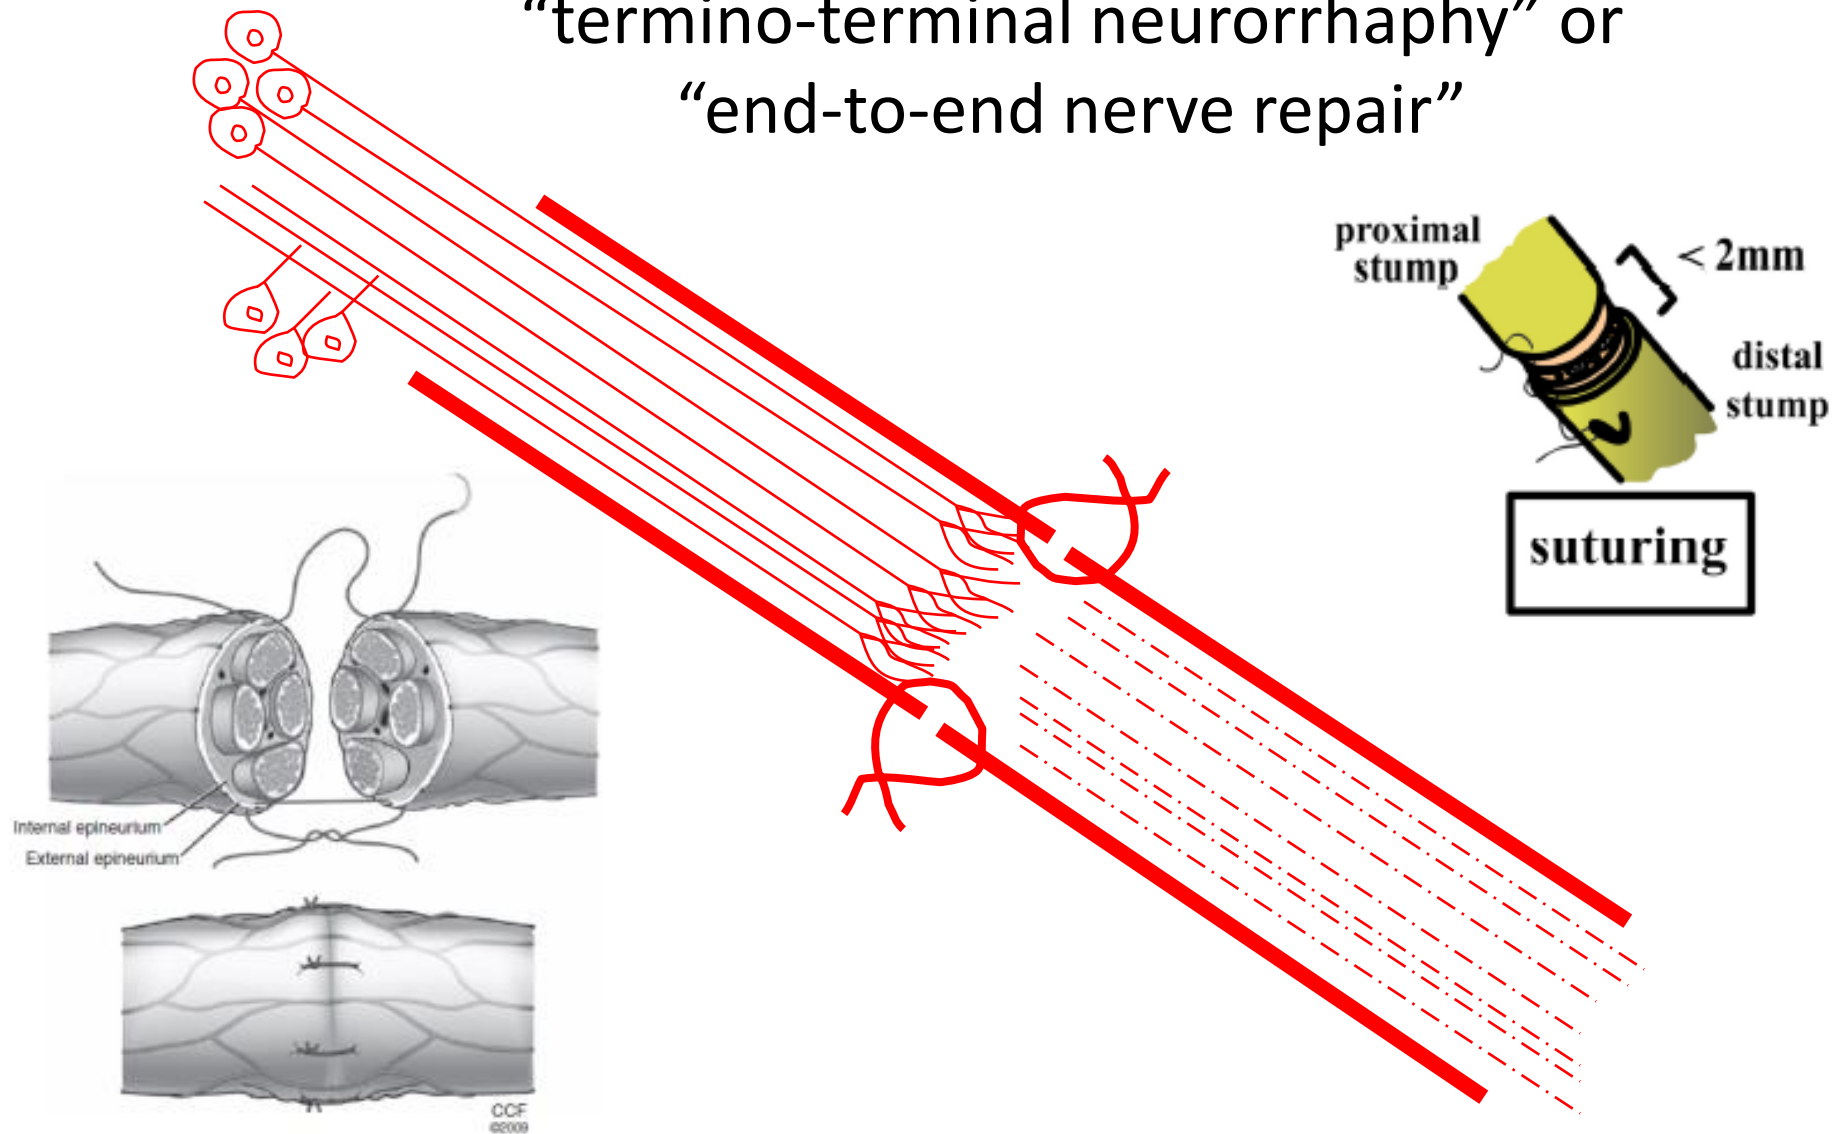 “termino-terminal neurorrhaphy” or
“end-to-end nerve repair”
proximal
stump
< 2mm
distal
stump
suturing
Internal epineurium
External epineurium
CCF
©2009